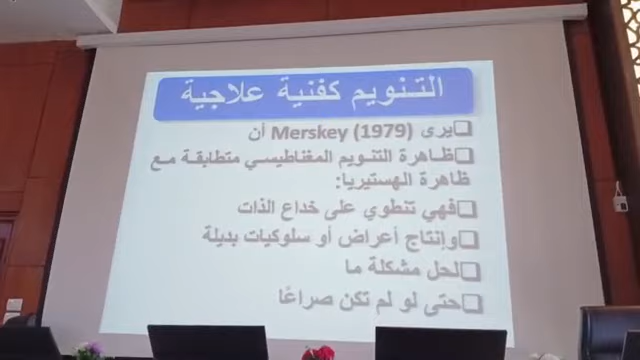 التنويم كفنية علاجية
يرى Merskey (1979) أن
ظاهرة التنويم المغناطيسي متطابقة مع
ظاهرة الهستيريا:
فهي تنطوي على خداع الذات
وإنتاج أعراض أو سلوكيات بديلة
لحل مشكلة ما
حتى لو لم تكن صراعًا